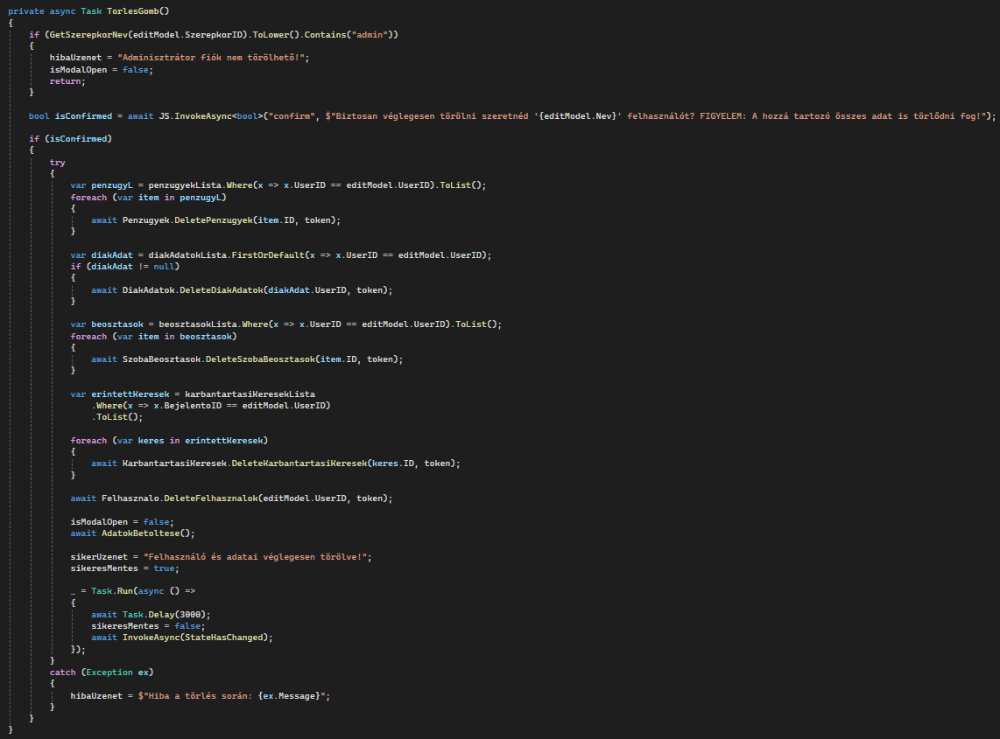 private async Task TorlesGomb()
{
    if (GetSzerepkorNev(editModel.SzerepkorID).ToLower().Contains("admin"))
    {
        hibaUzenet = "Adminisztrátor fiók nem törölhető!";
        isModalOpen = false;
        return;
    }

    bool isConfirmed = await JS.InvokeAsync<bool>("confirm", $"Biztosan véglegesen törölni szeretnéd '{editModel.Nev}' felhasználót? FIGYELEM: A hozzá tartozó összes adat is törlődni fog!");

    if (isConfirmed)
    {
        try
        {
            var penzugyL = penzugyekLista.Where(x => x.UserID == editModel.UserID).ToList();
            foreach (var item in penzugyL)
            {
                await Penzugyek.DeletePenzugyek(item.ID, token);
            }

            var diakAdat = diakAdatokLista.FirstOrDefault(x => x.UserID == editModel.UserID);
            if (diakAdat != null)
            {
                await DiakAdatok.DeleteDiakAdatok(diakAdat.UserID, token);
            }

            var beosztasok = beosztasokLista.Where(x => x.UserID == editModel.UserID).ToList();
            foreach (var item in beosztasok)
            {
                await SzobaBeosztasok.DeleteSzobaBeosztasok(item.ID, token);
            }

            var erintettKeresek = karbantartasiKeresekLista
                .Where(x => x.BejelentoID == editModel.UserID)
                .ToList();

            foreach (var keres in erintettKeresek)
            {
                await KarbantartasiKeresek.DeleteKarbantartasiKeresek(keres.ID, token);
            }

            await Felhasznalo.DeleteFelhasznalok(editModel.UserID, token);

            isModalOpen = false;
            await AdatokBetoltese();

            sikerUzenet = "Felhasználó és adatai véglegesen törölve!";
            sikeresMentes = true;

            _ = Task.Run(async () =>
            {
                await Task.Delay(3000);
                sikeresMentes = false;
                await InvokeAsync(StateHasChanged);
            });
        }
        catch (Exception ex)
        {
            hibaUzenet = $"Hiba a törlés során: {ex.Message}";
        }
    }
}